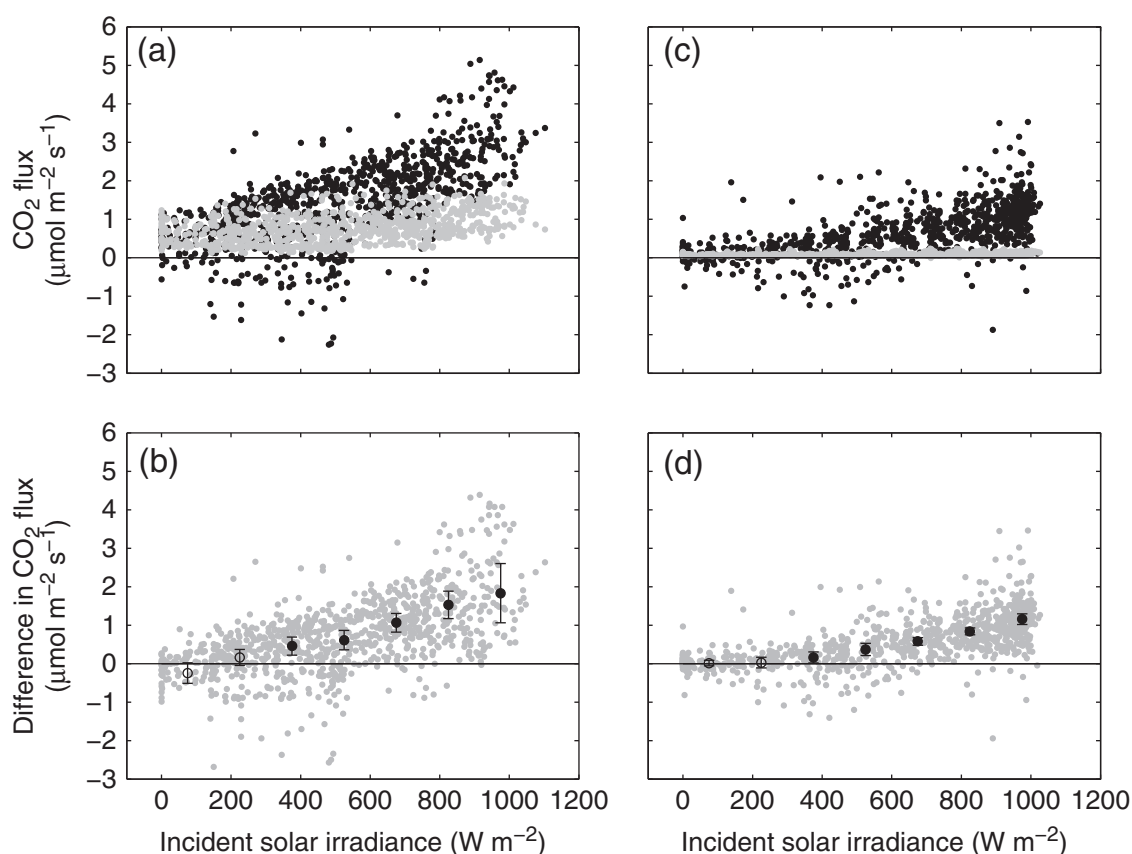 (a)
6
5
4
3
2
1
0
−1
−2
−3
CO₂ flux
(μmol m⁻² s⁻¹)
(c)
(b)
6
5
4
3
2
1
0
−1
−2
−3
Difference in CO₂ flux
(μmol m⁻² s⁻¹)
0 200 400 600 800 1000 1200
Incident solar irradiance (W m⁻²)
(d)
0 200 400 600 800 1000 1200
Incident solar irradiance (W m⁻²)